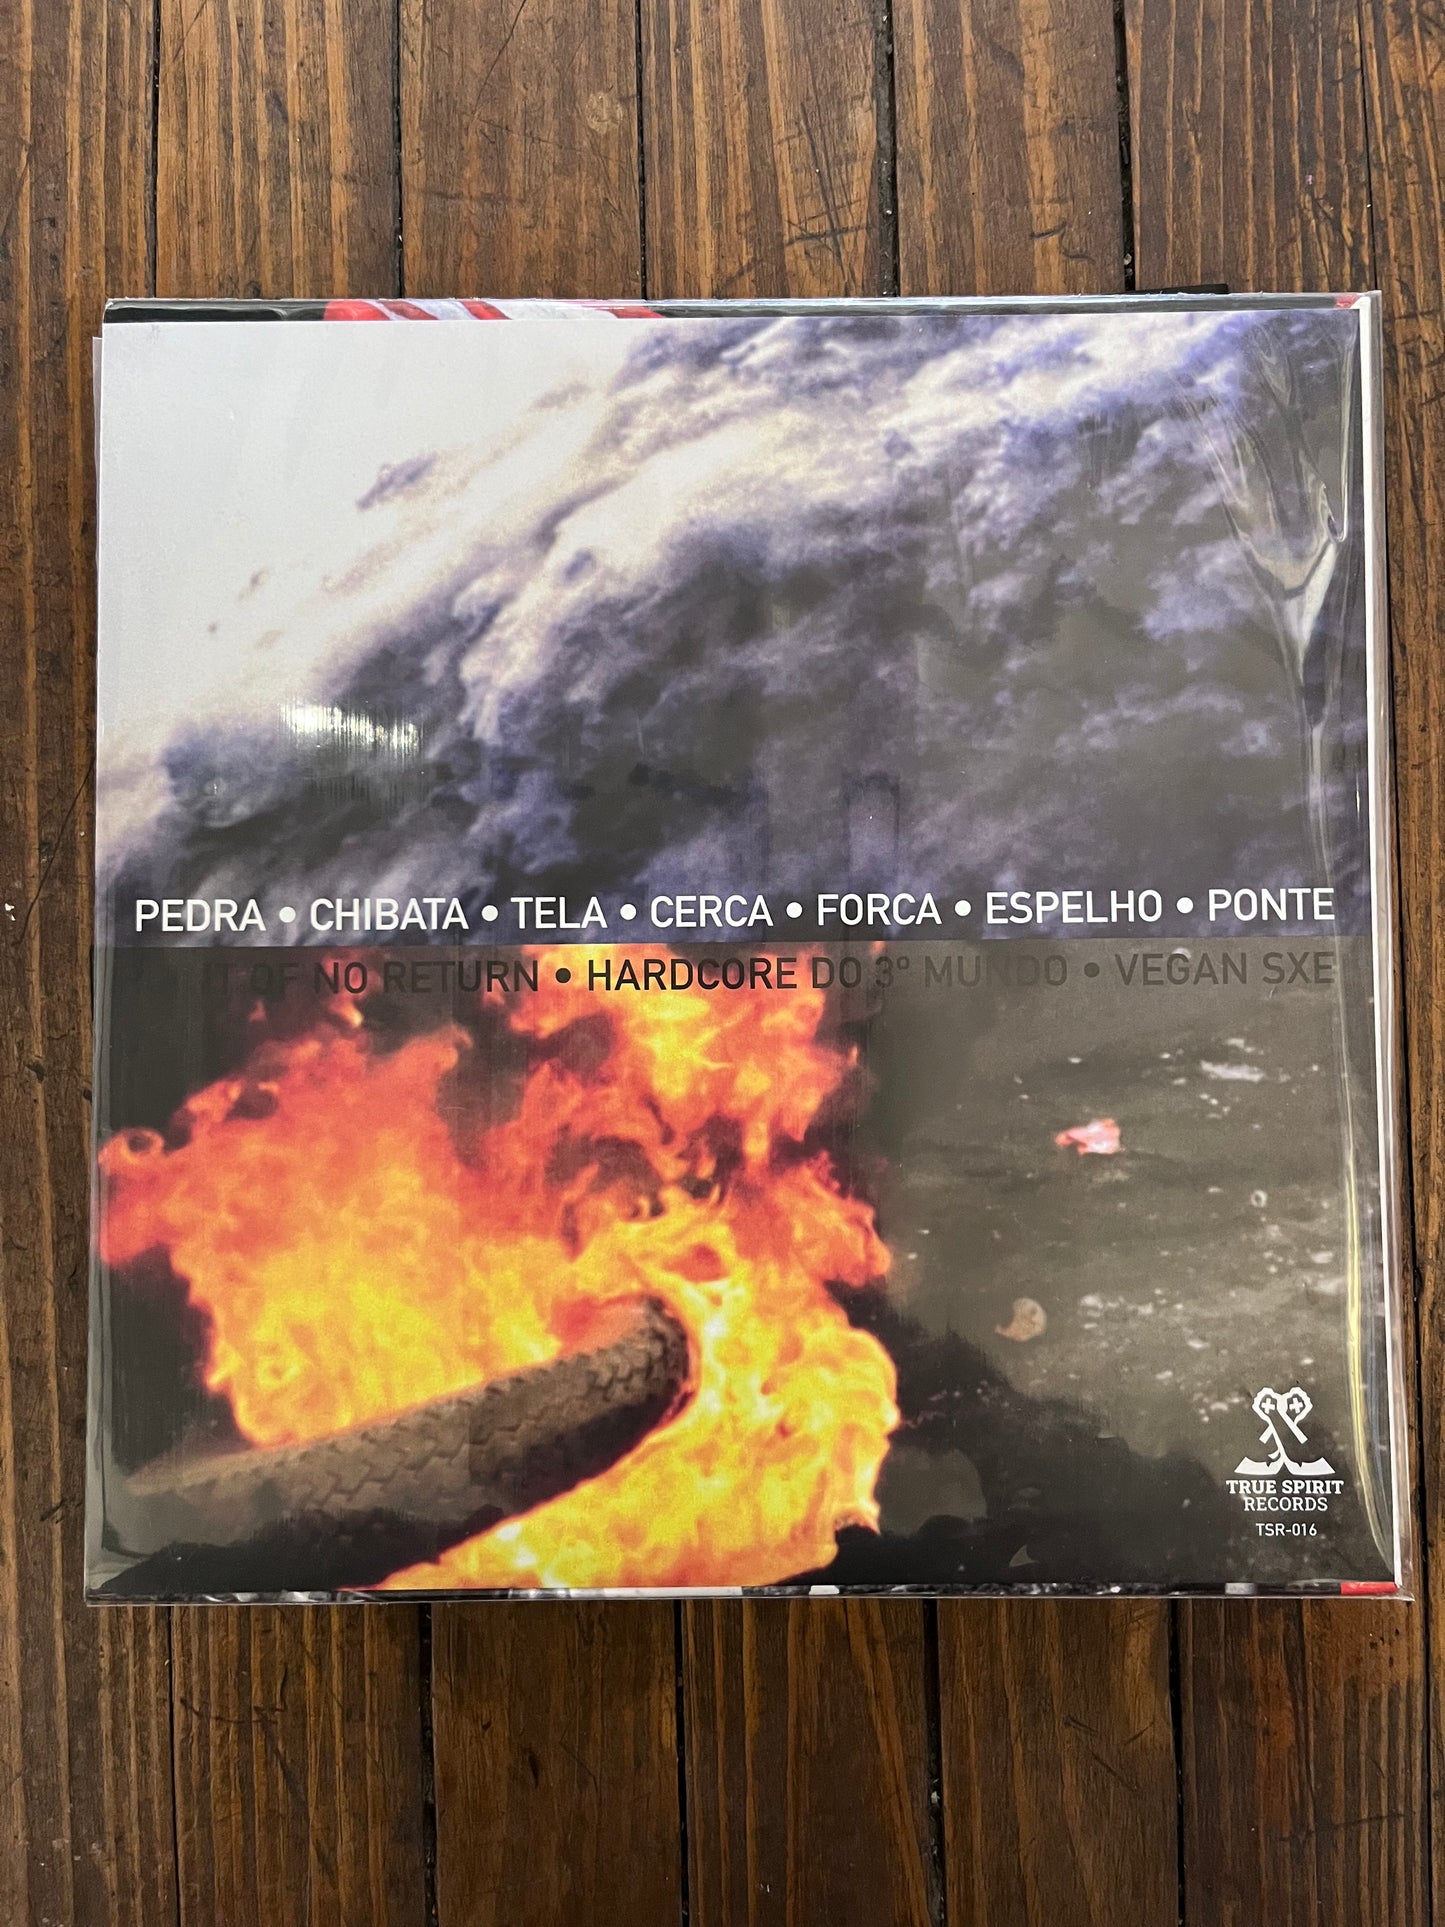 PEDRA • CHIBATA • TELA • CERCA • FORCA • ESPELHO • PONTE
OF NO RETURN • HARDCORE DO 3º MUNDO • VEGAN SXE
TRUE SPIRIT
RECORDS
TSR-016